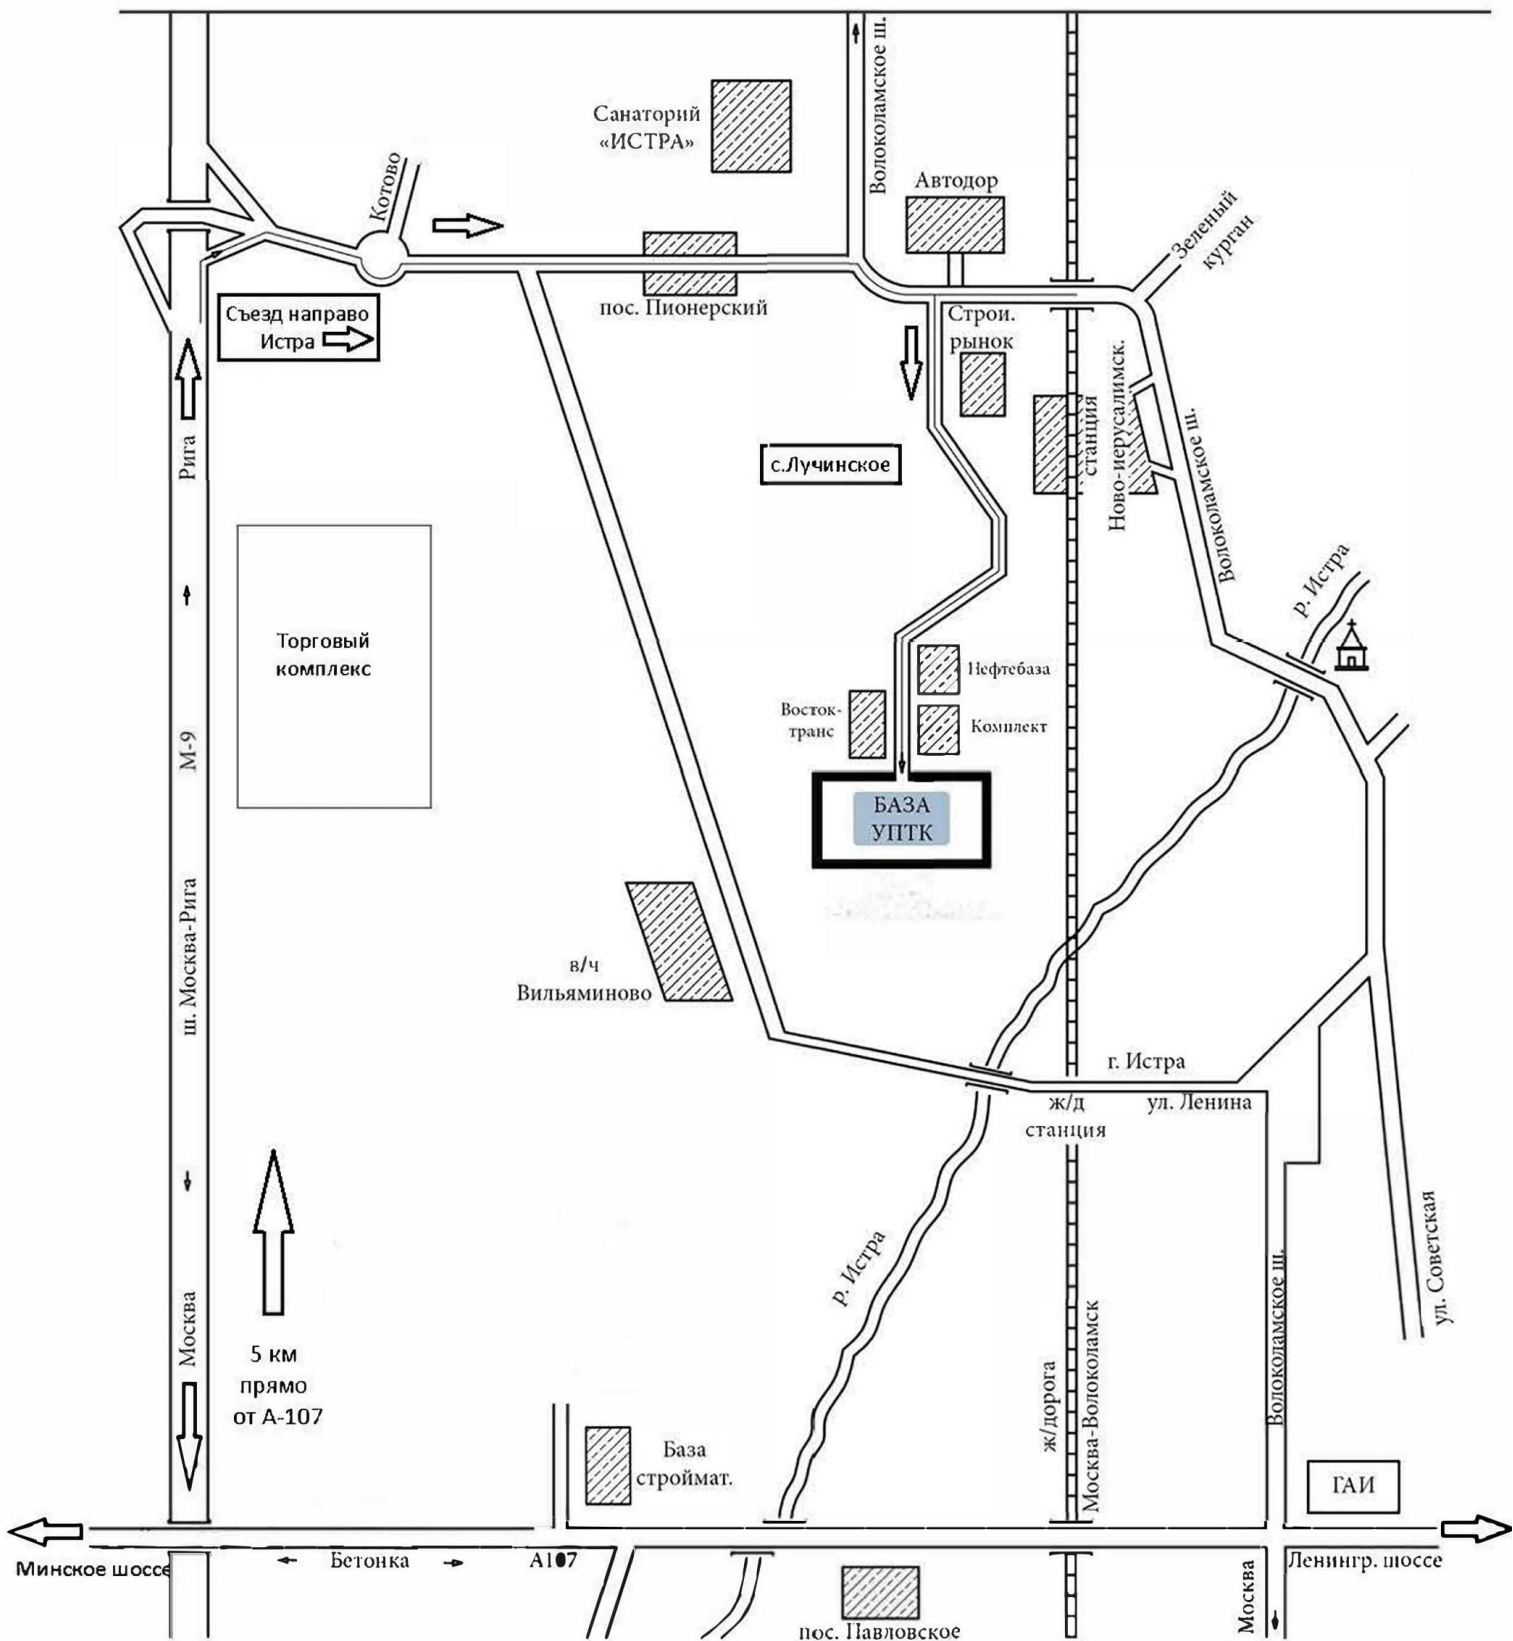 Санаторий
«ИСТРА»
Волоколамское ш.
Автодор
Котово
Зеленый
курган
Съезд направо
Истра
пос. Пионерский
Строи.
рынок
Рига
с.Лучинское
станция
Ново-иерусалимск.
Волоколамское ш.
р. Истра
Торговый
комплекс
Нефтебаза
Восток-
транс
Комплект
М-9
БАЗА
УПТК
ш. Москва-Рига
в/ч
Вильяминово
г. Истра
ж/д
станция
ул. Ленина
р. Истра
ул. Советская
Волоколамское ш.
Москва
5 км
прямо
от А-107
ж/дорога
Москва-Волоколамск
База
строймат.
ГАИ
Минское шоссе
Бетонка
А107
Ленингр. шоссе
Москва
пос. Павловское